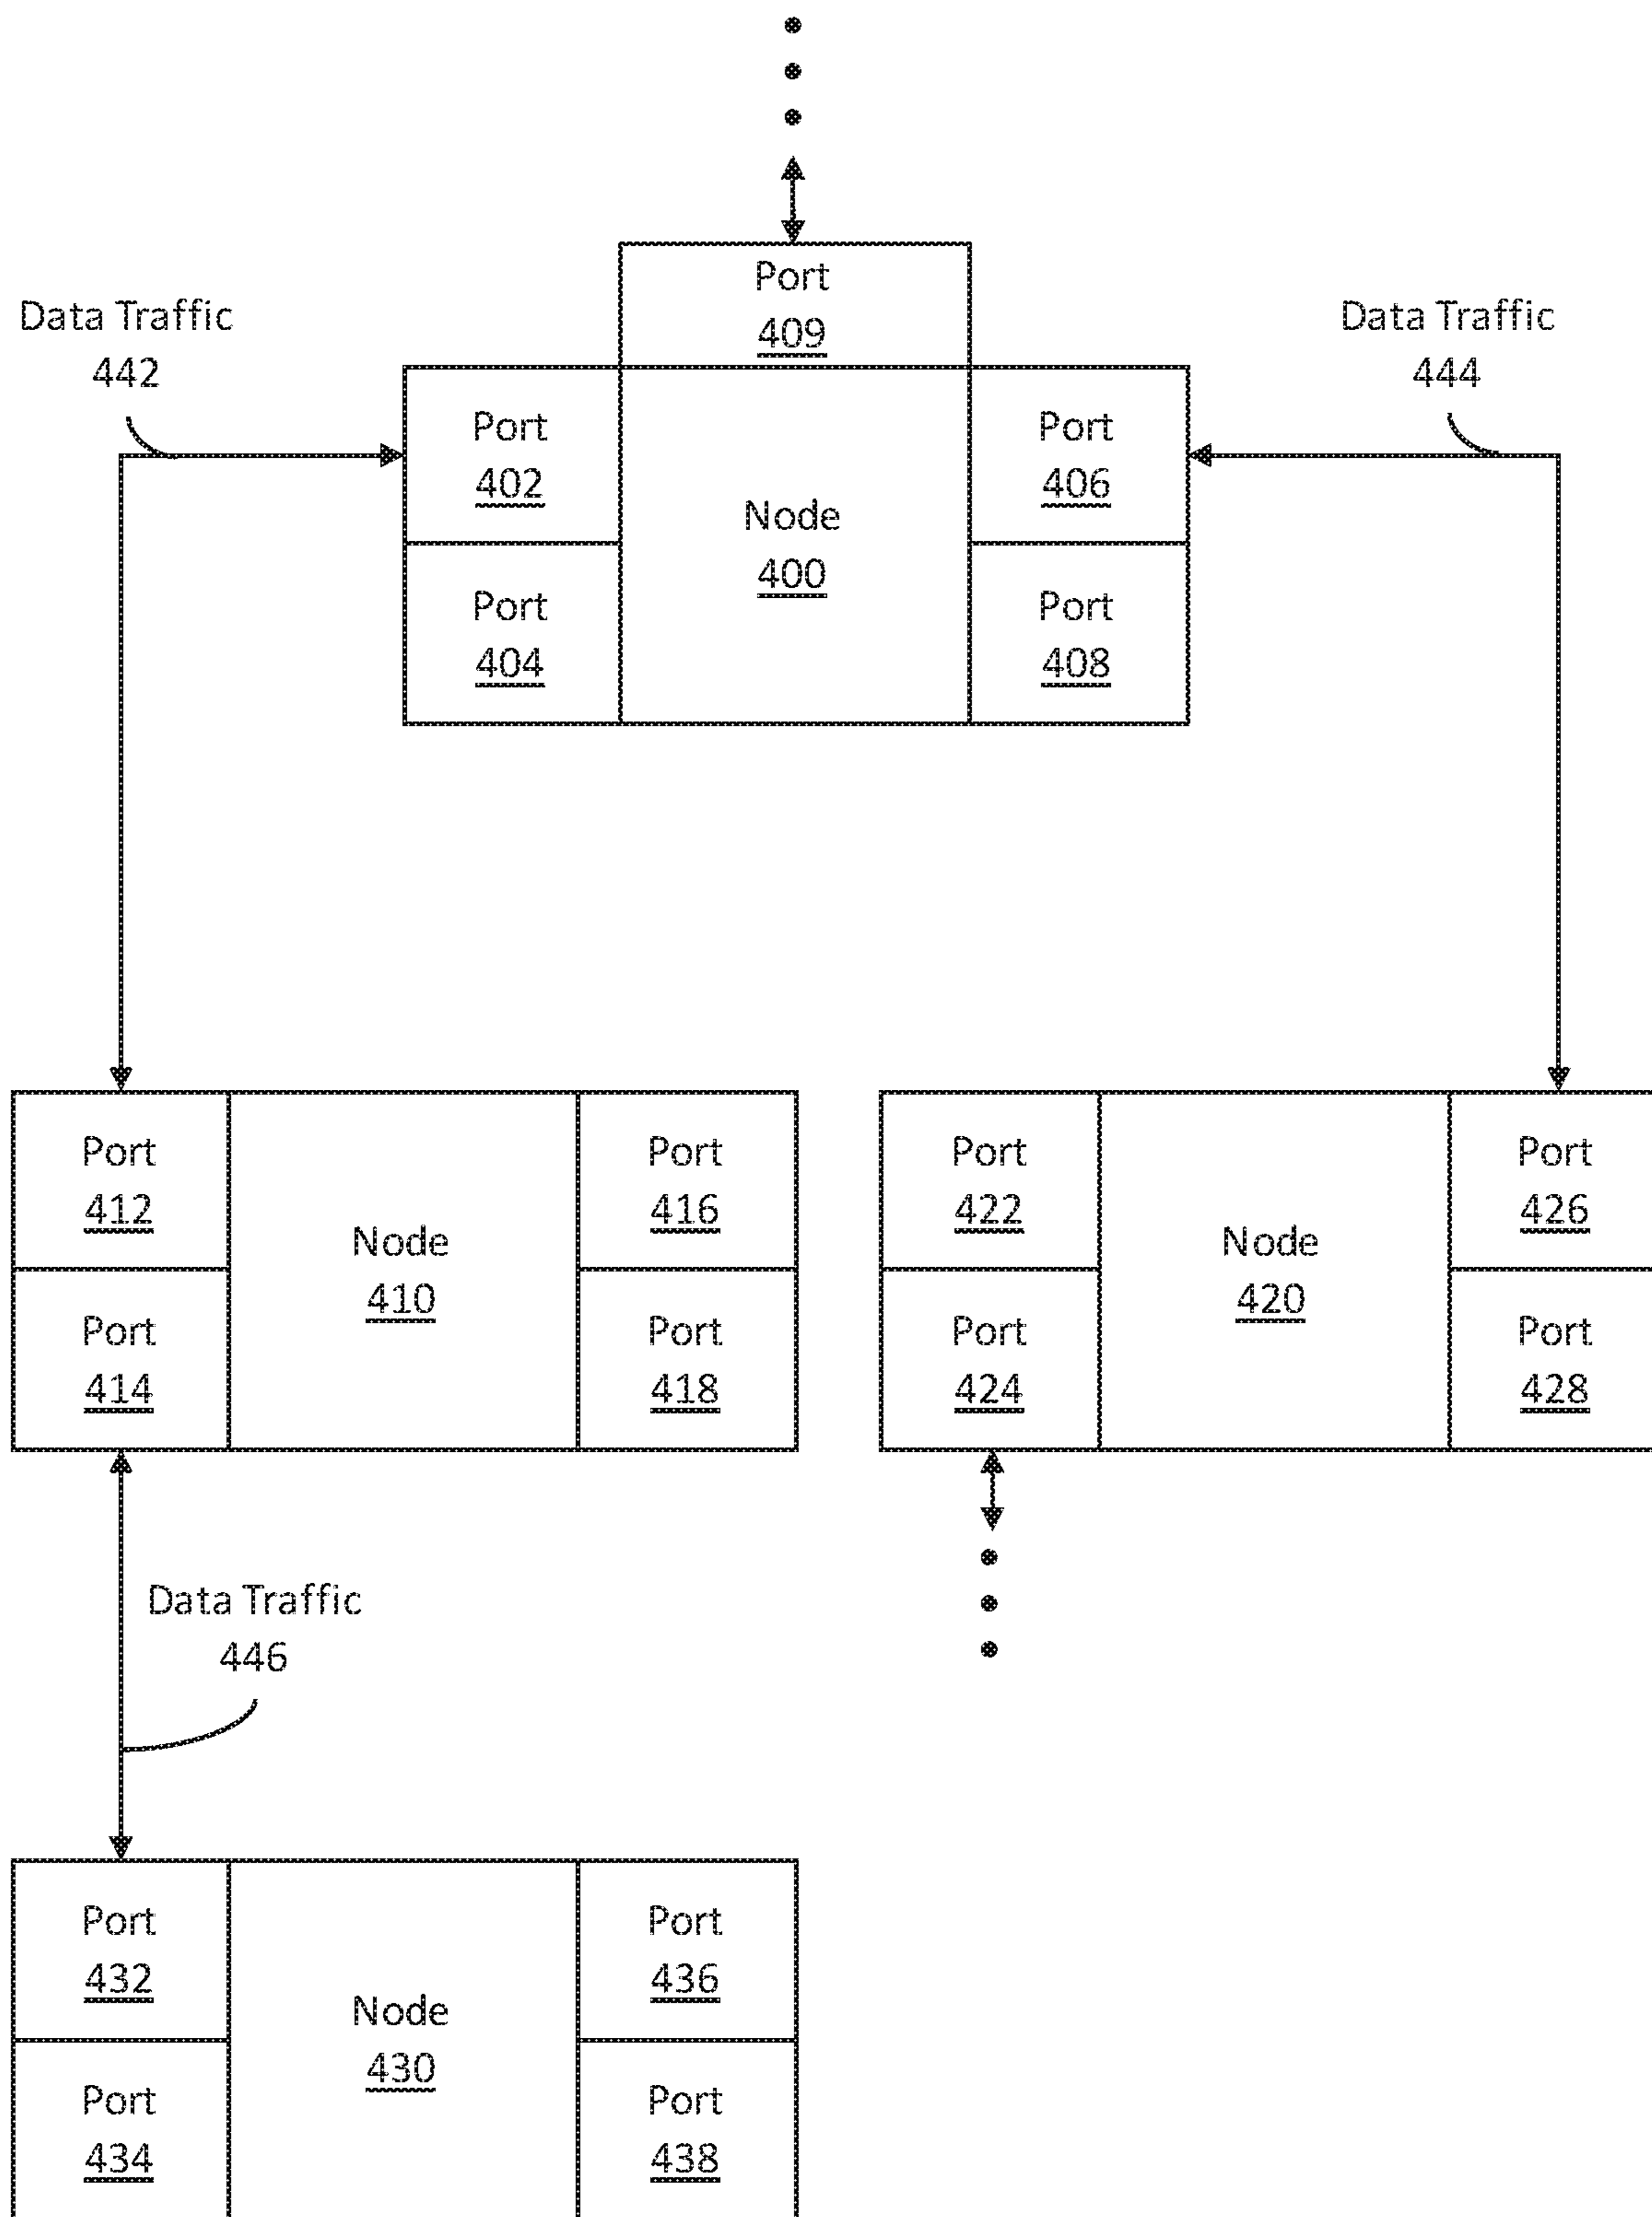 Port
409
Data Traffic
442
Data Traffic
444
Port
402
Port
406
Node
400
Port
404
Port
408
Port
412
Port
416
Node
410
Port
414
Port
418
Port
422
Port
426
Node
420
Port
424
Port
428
Data Traffic
446
Port
432
Port
436
Node
430
Port
434
Port
438